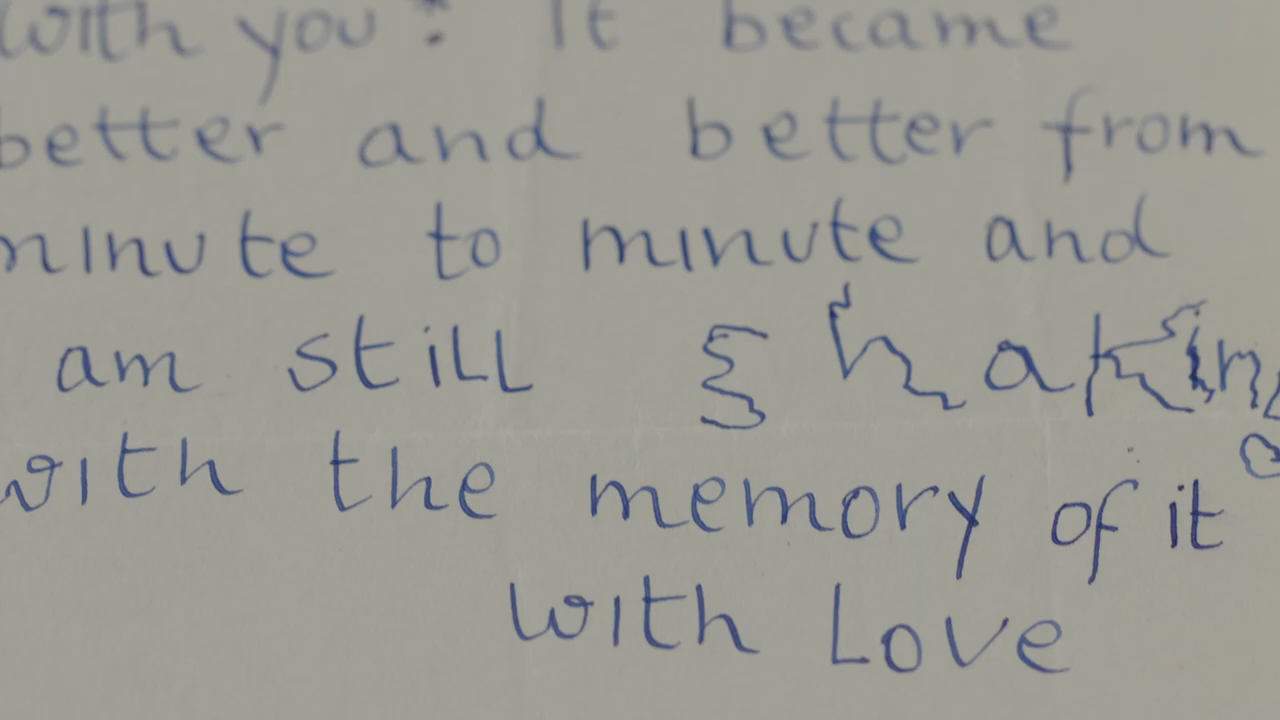 with you: It became
better and better from
minute to minute and
am still shaking
with the memory of it
with Love